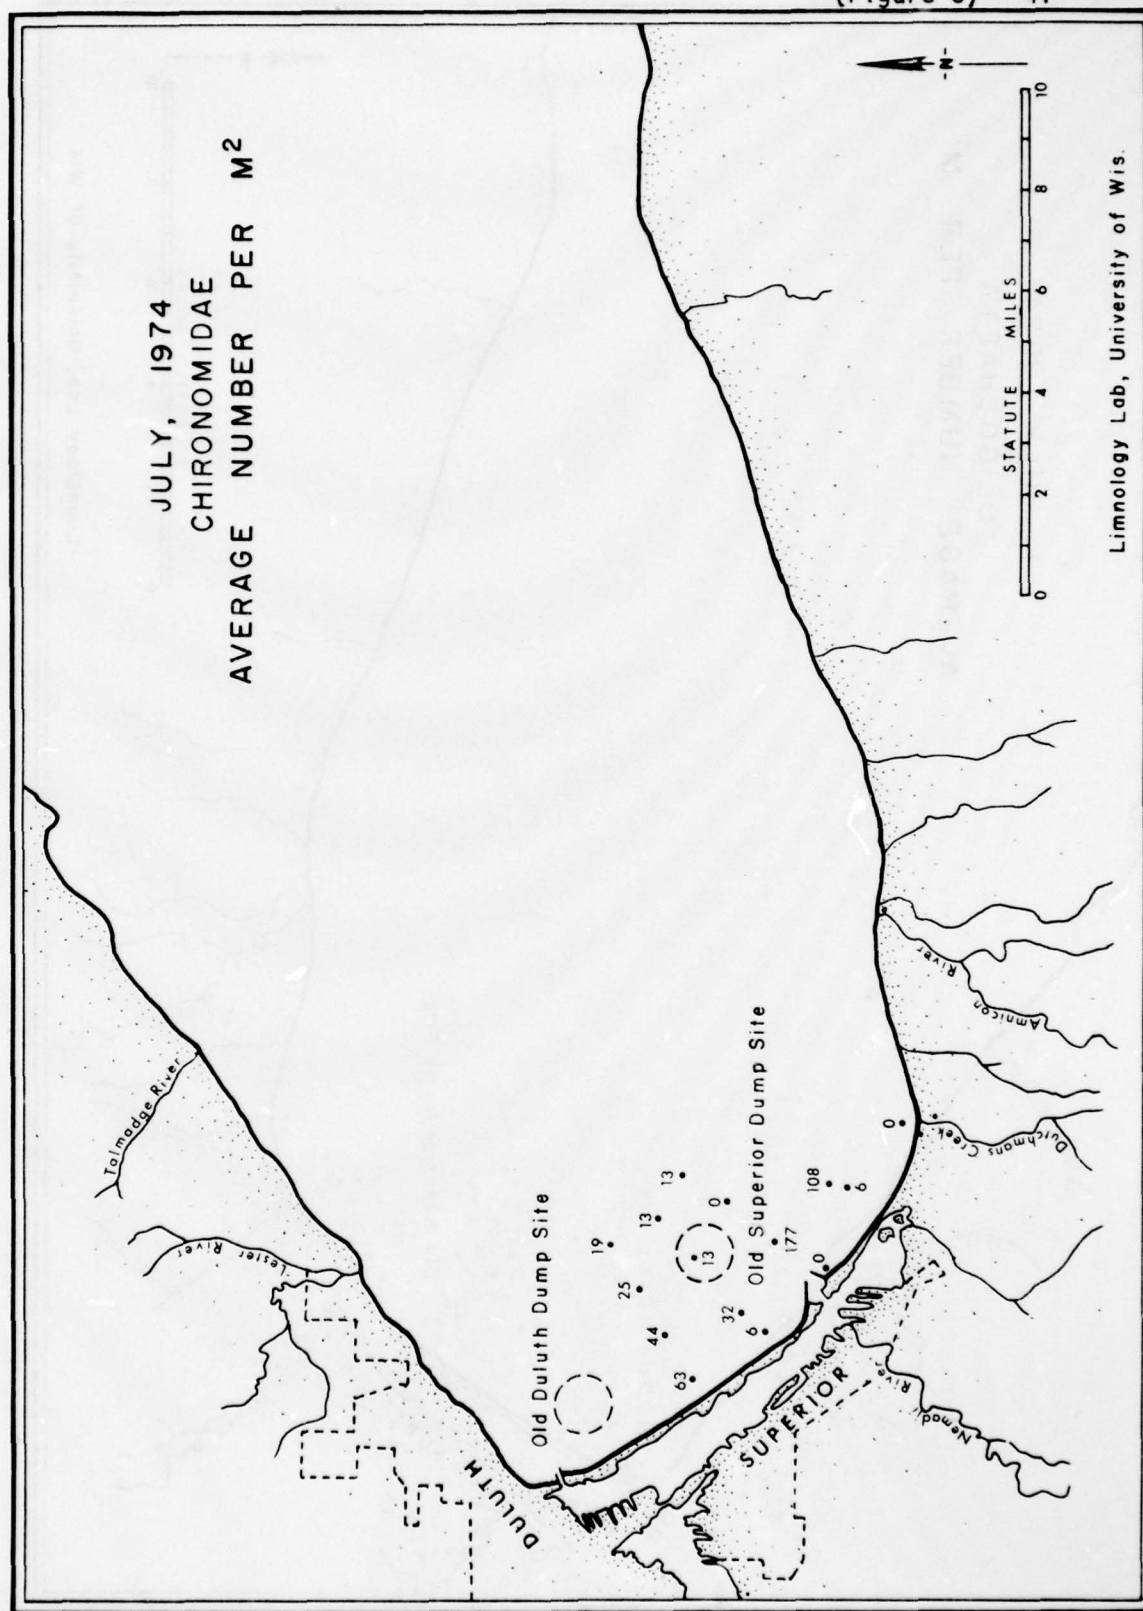 JULY, 1974
CHIRONOMIDAE
AVERAGE NUMBER PER M²
-N-
Talmadge River
Lester River
DULUTH
Old Duluth Dump Site
19
13
13
25
44
63
13
0
32
6
Old Superior Dump Site
177
108
6
0
0
SUPERIOR
Nemadji River
Dutchmans Creek
Amnicon River
STATUTE MILES
0 2 4 6 8 10
Limnology Lab, University of Wis.